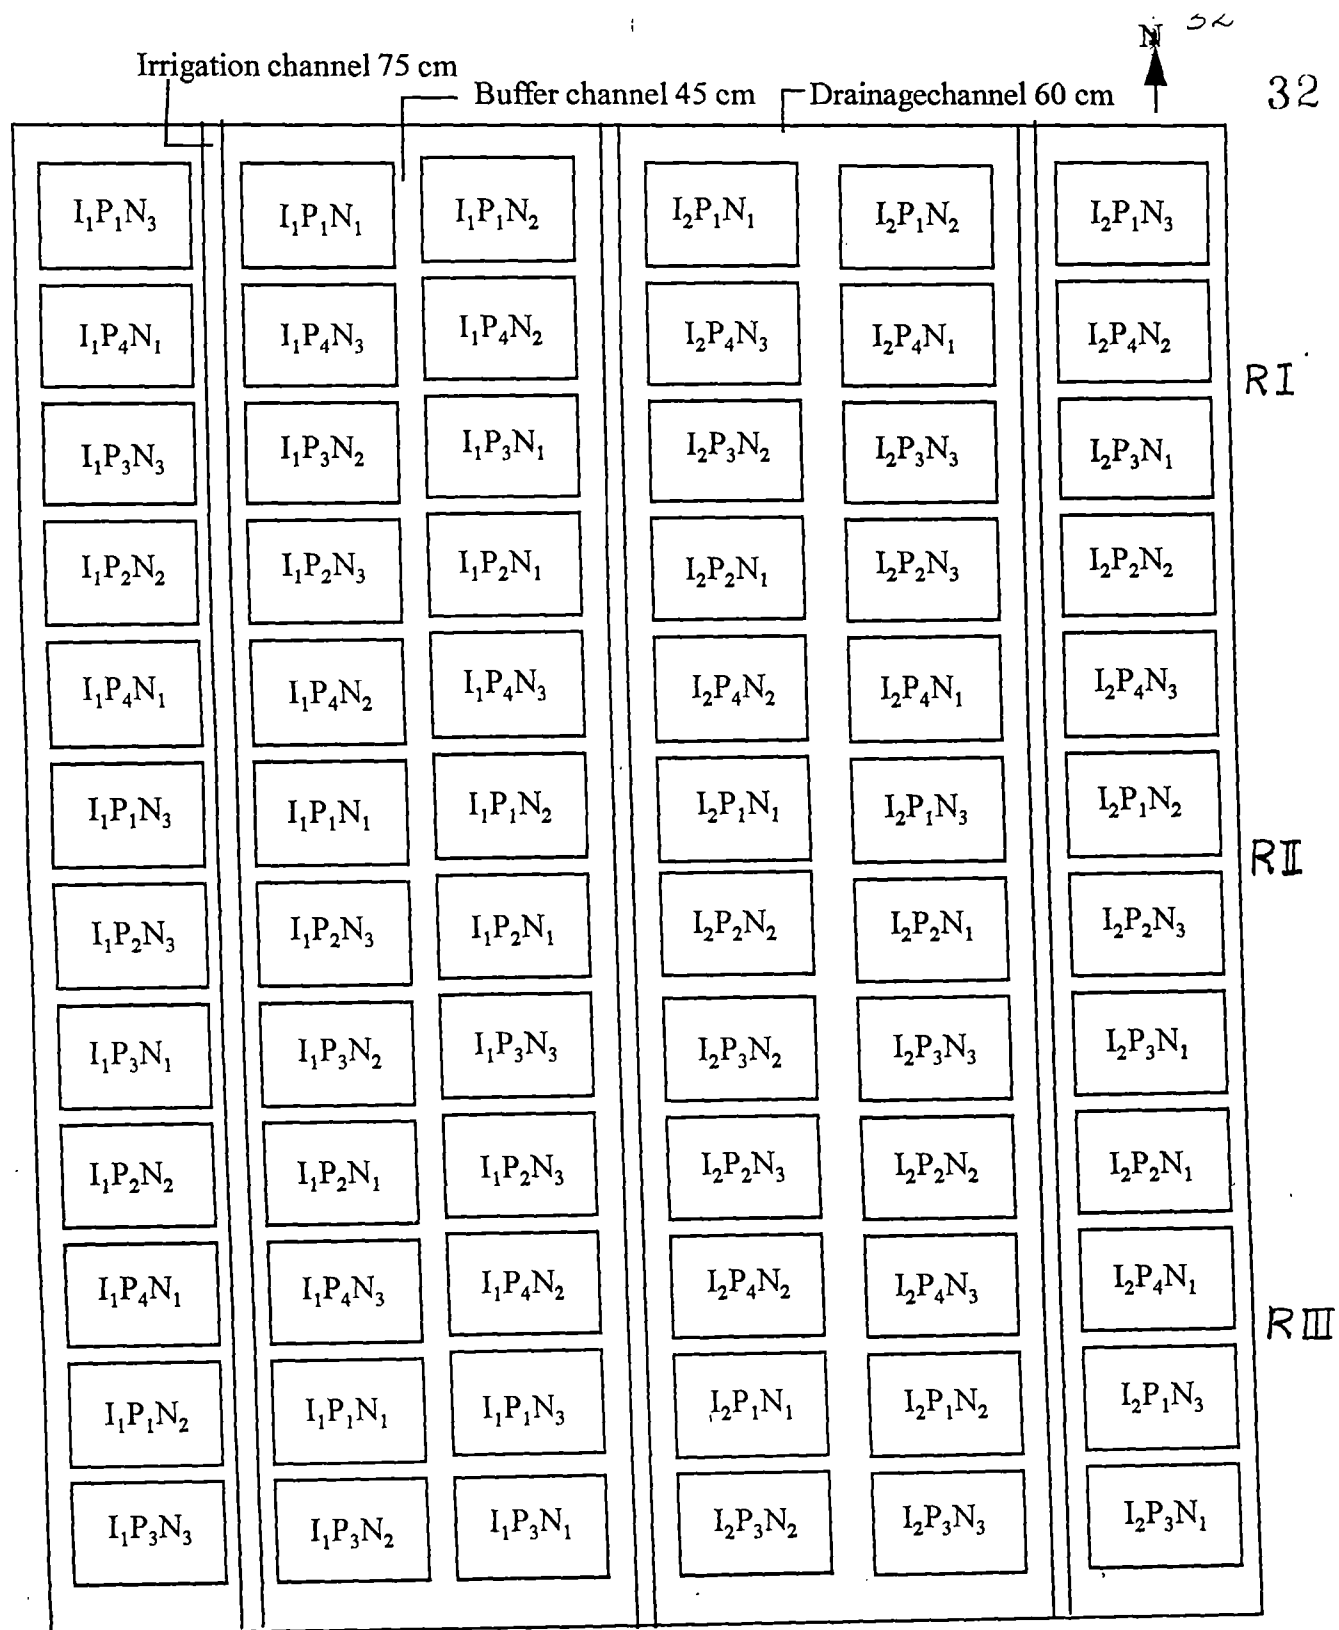 N 32
Irrigation channel 75 cm
Buffer channel 45 cm Drainagechannel 60 cm 32
I₁P₁N₃ I₁P₁N₁ I₁P₁N₂ I₂P₁N₁ I₂P₁N₂ I₂P₁N₃
I₁P₄N₁ I₁P₄N₃ I₁P₄N₂ I₂P₄N₃ I₂P₄N₁ I₂P₄N₂
RI
I₁P₃N₃ I₁P₃N₂ I₁P₃N₁ I₂P₃N₂ I₂P₃N₃ I₂P₃N₁
I₁P₂N₂ I₁P₂N₃ I₁P₂N₁ I₂P₂N₁ I₂P₂N₃ I₂P₂N₂
I₁P₄N₁ I₁P₄N₂ I₁P₄N₃ I₂P₄N₂ I₂P₄N₁ I₂P₄N₃
I₁P₁N₃ I₁P₁N₁ I₁P₁N₂ I₂P₁N₁ I₂P₁N₃ I₂P₁N₂
RII
I₁P₂N₃ I₁P₂N₃ I₁P₂N₁ I₂P₂N₂ I₂P₂N₁ I₂P₂N₃
I₁P₃N₁ I₁P₃N₂ I₁P₃N₃ I₂P₃N₂ I₂P₃N₃ I₂P₃N₁
I₁P₂N₂ I₁P₂N₁ I₁P₂N₃ I₂P₂N₃ I₂P₂N₂ I₂P₂N₁
I₁P₄N₁ I₁P₄N₃ I₁P₄N₂ I₂P₄N₂ I₂P₄N₃ I₂P₄N₁
RIII
I₁P₁N₂ I₁P₁N₁ I₁P₁N₃ I₂P₁N₁ I₂P₁N₂ I₂P₁N₃
I₁P₃N₃ I₁P₃N₂ I₁P₃N₁ I₂P₃N₂ I₂P₃N₃ I₂P₃N₁